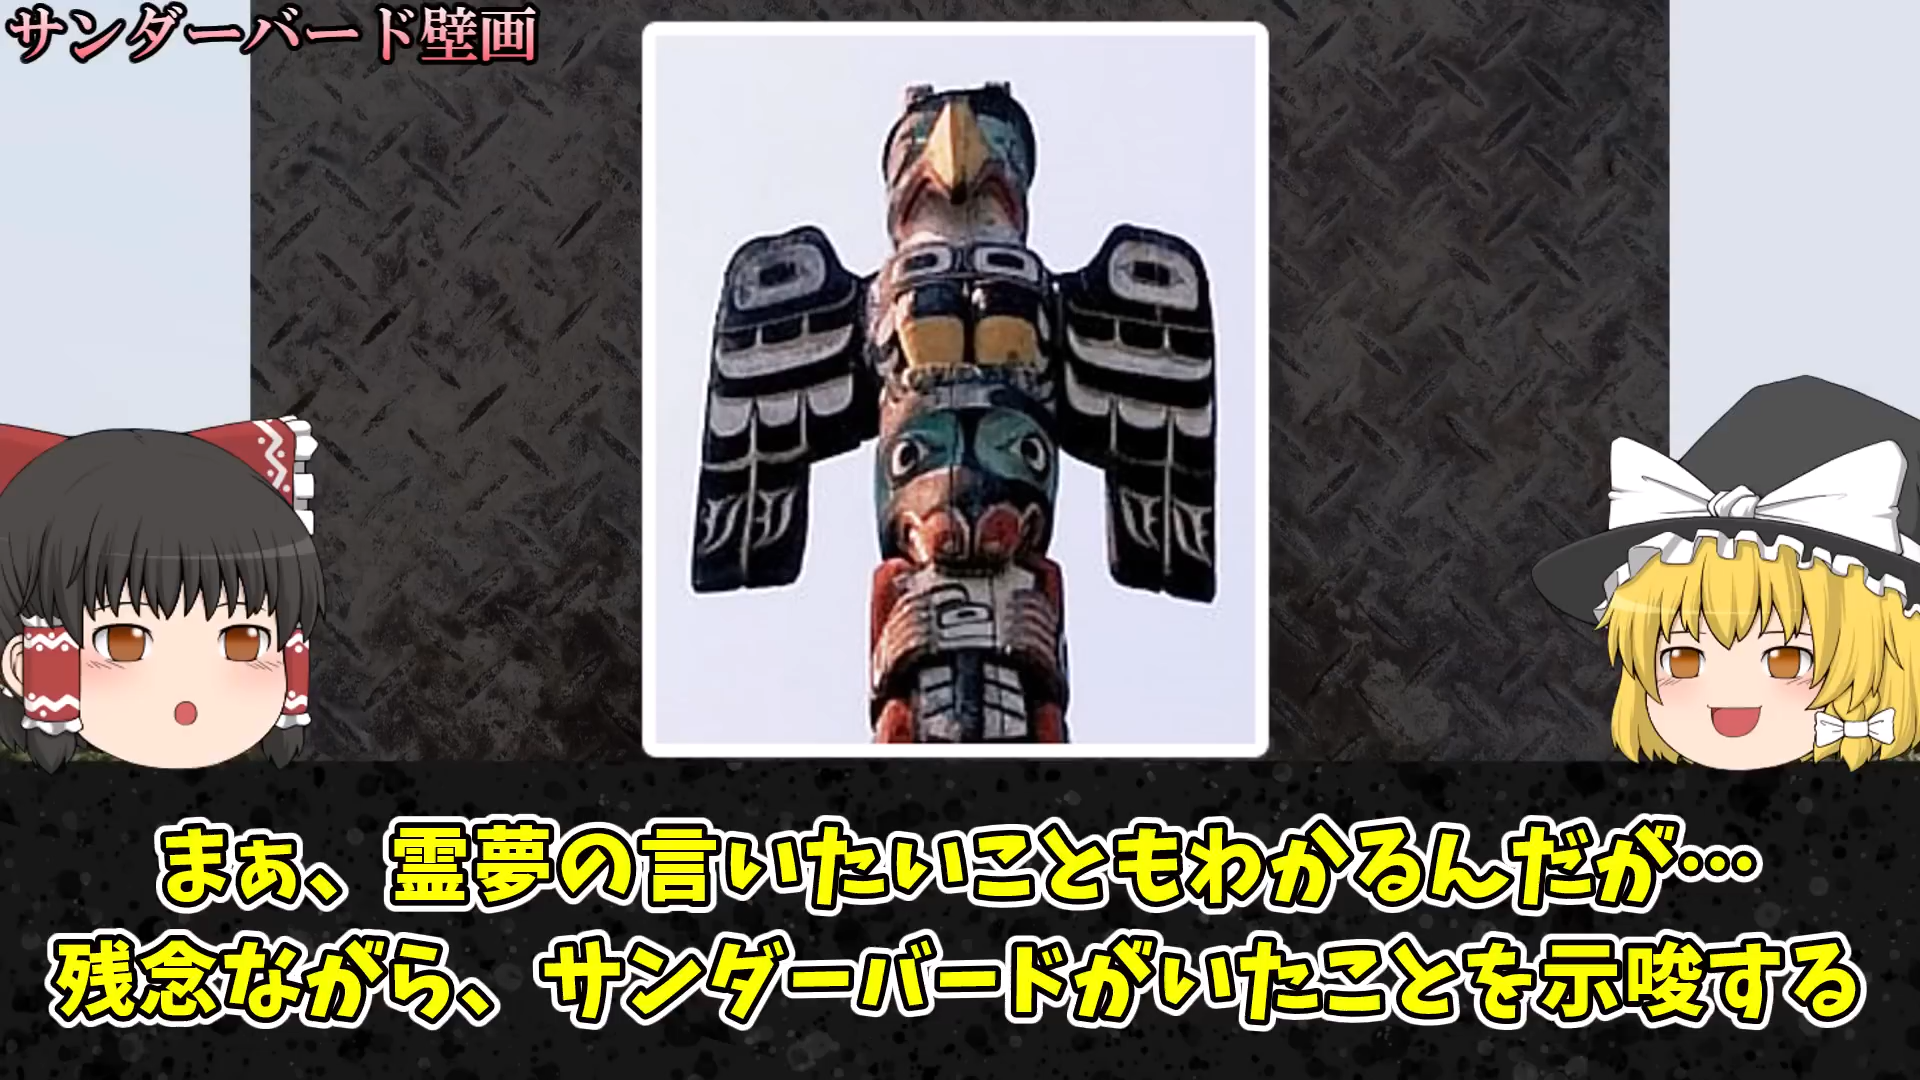 サンダーバード壁画
まぁ、霊夢の言いたいこともわかるんだが…
残念ながら、サンダーバードがいたことを示唆する